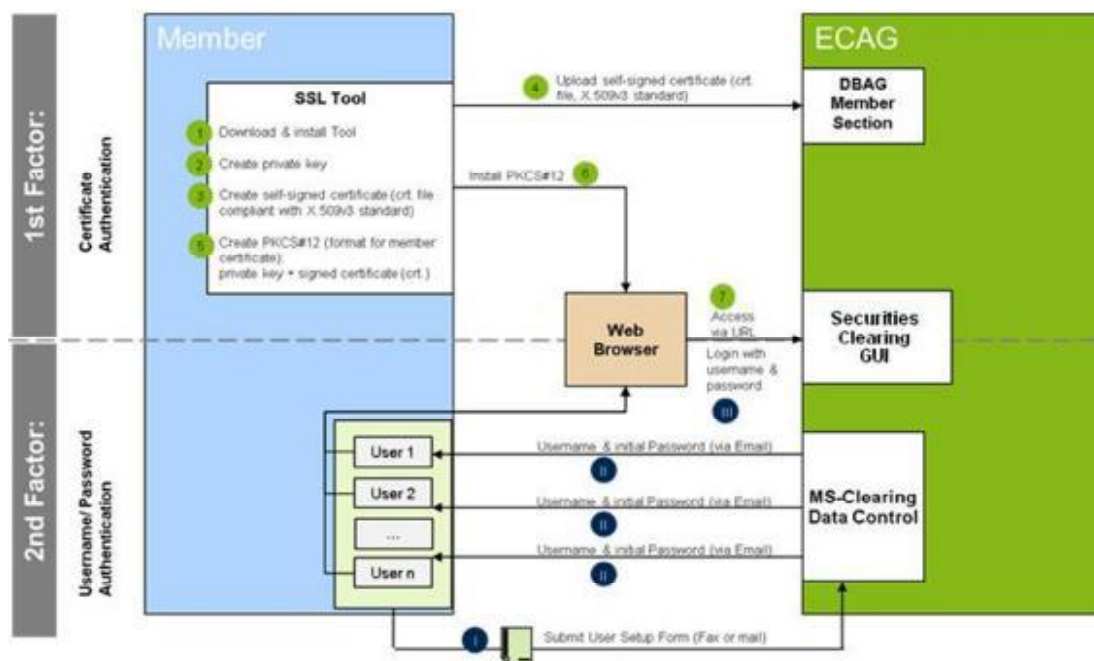 Member
ECAG
1st Factor:
Certificate
Authentication
SSL Tool
1 Download & install Tool
2 Create private key
3 Create self-signed certificate (crt. file
compliant with X.509v3 standard)
5 Create PKCS#12 (format for member
certificate):
private key + signed certificate (crt.)
4 Upload self-signed certificate (crt.
file, X.509v3 standard)
DBAG
Member
Section
Install PKCS#12 6
Web
Browser
7
Access
via URL
Login with
username &
password
III
Securities
Clearing
GUI
2nd Factor:
Username/ Password
Authentication
User 1
User 2
...
User n
Username & initial Password (via Email)
II
Username & initial Password (via Email)
II
Username & initial Password (via Email)
II
MS-Clearing
Data Control
I Submit User Setup Form (Fax or mail)